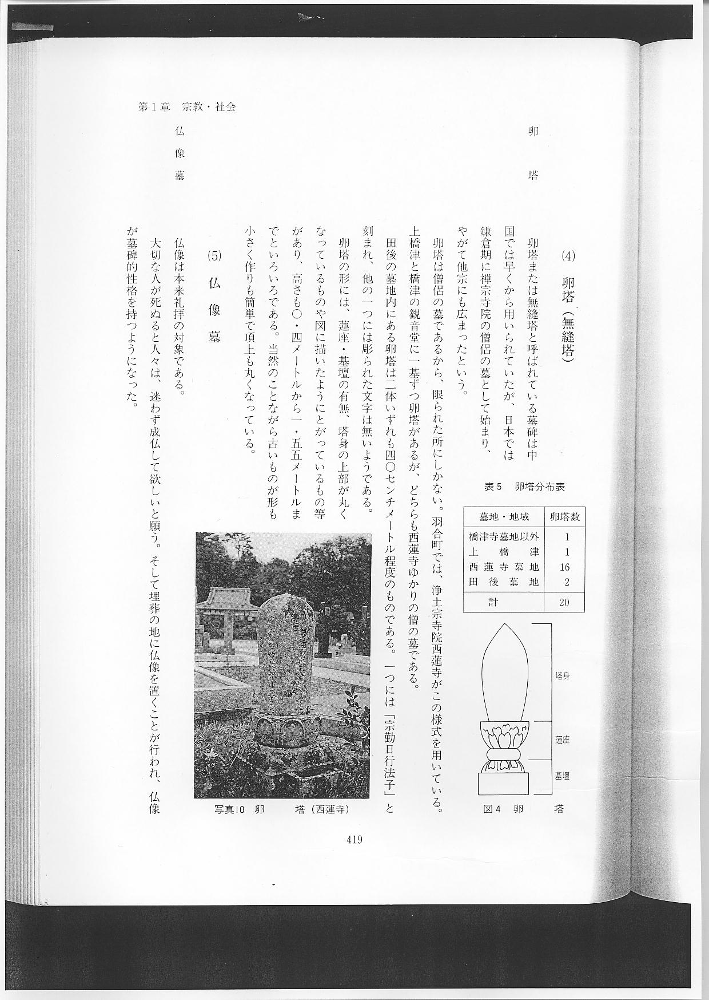 第1章　宗教・社会
卵塔
(4) 卵塔（無縫塔）
卵塔または無縫塔と呼ばれている墓碑は中
国では早くから用いられていたが、日本では
鎌倉期に禅宗寺院の僧侶の墓として始まり、
やがて他宗にも広まったという。
卵塔は僧侶の墓であるから、限られた所にしかない。羽合町では、浄土宗寺院西蓮寺がこの様式を用いている。
上橋津と橋津の観音堂に一基ずつ卵塔があるが、どちらも西蓮寺ゆかりの僧の墓である。
田後の墓地内にある卵塔は二体いずれも四〇センチメートル程度のものである。一つには「宗勤日行法子」と
刻まれ、他の一つには彫られた文字は無いようである。
卵塔の形には、蓮座・基壇の有無、塔身の上部が丸く
なっているものや図に描いたようにとがっているもの等
があり、高さも〇・四メートルから一・五五メートルま
でといろいろである。当然のことながら古いものが形も
小さく作りも簡単で頂上も丸くなっている。
表5　卵塔分布表
墓地・地域　卵塔数
橋津寺墓地以外　1
上橋津　1
西蓮寺墓地　16
田後墓地　2
計　20
塔身
蓮座
基壇
図4　卵塔
写真10　卵塔（西蓮寺）
仏像墓
(5) 仏像墓
仏像は本来礼拝の対象である。
大切な人が死ぬると人々は、迷わず成仏して欲しいと願う。そして埋葬の地に仏像を置くことが行われ、仏像
が墓碑的性格を持つようになった。
419